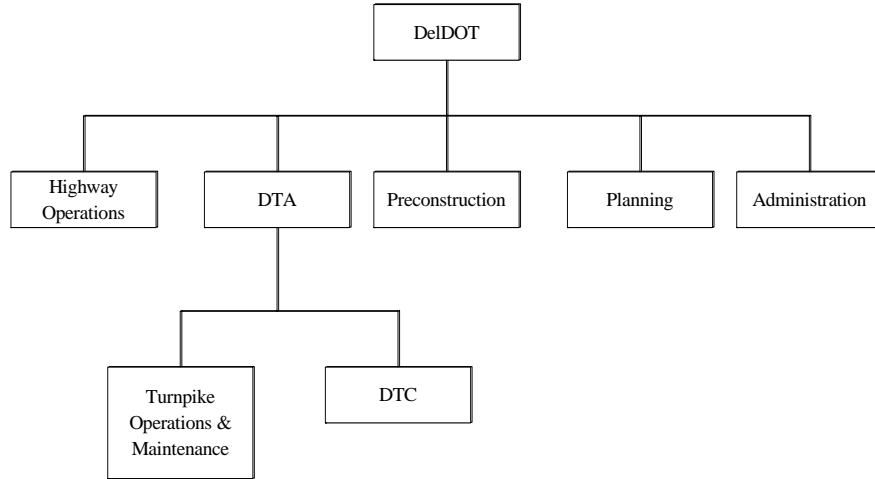 DelDOT
Highway
Operations
DTA
Preconstruction
Planning
Administration
Turnpike
Operations &
Maintenance
DTC